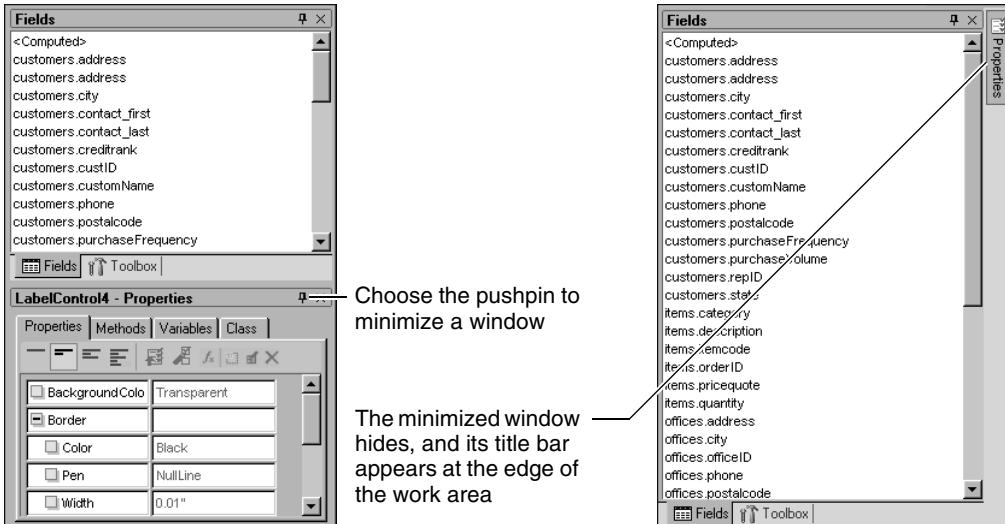 Fields
<Computed>
customers.address
customers.address
customers.city
customers.contact_first
customers.contact_last
customers.creditrank
customers.custID
customers.customName
customers.phone
customers.postalcode
customers.purchaseFrequency
Fields
Toolbox
LabelControl4 - Properties
Properties
Methods
Variables
Class
BackgroundColo
Transparent
Border
Color
Black
Pen
NullLine
Width
0.01"
Choose the pushpin to
minimize a window
The minimized window
hides, and its title bar
appears at the edge of
the work area
Fields
<Computed>
customers.address
customers.address
customers.city
customers.contact_first
customers.contact_last
customers.creditrank
customers.custID
customers.customName
customers.phone
customers.postalcode
customers.purchaseFrequency
customers.purchaseVolume
customers.repID
customers.state
items.category
items.description
items.itemcode
items.orderID
items.pricequote
items.quantity
offices.address
offices.city
offices.officeID
offices.phone
offices.postalcode
Fields
Toolbox
Properties